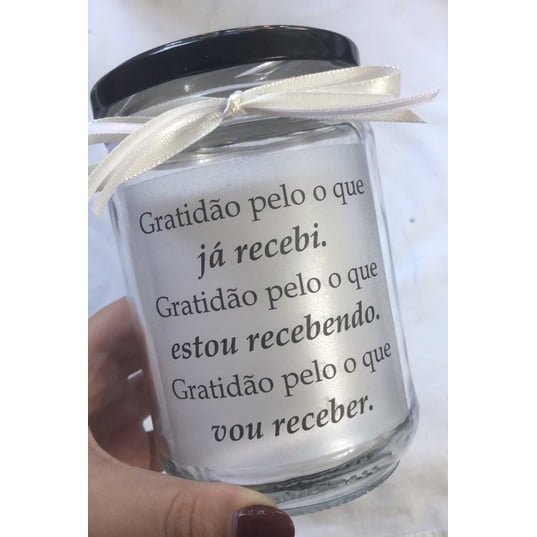 Gratidão pelo o que
já recebi.
Gratidão pelo o que
estou recebendo.
Gratidão pelo o que
vou receber.